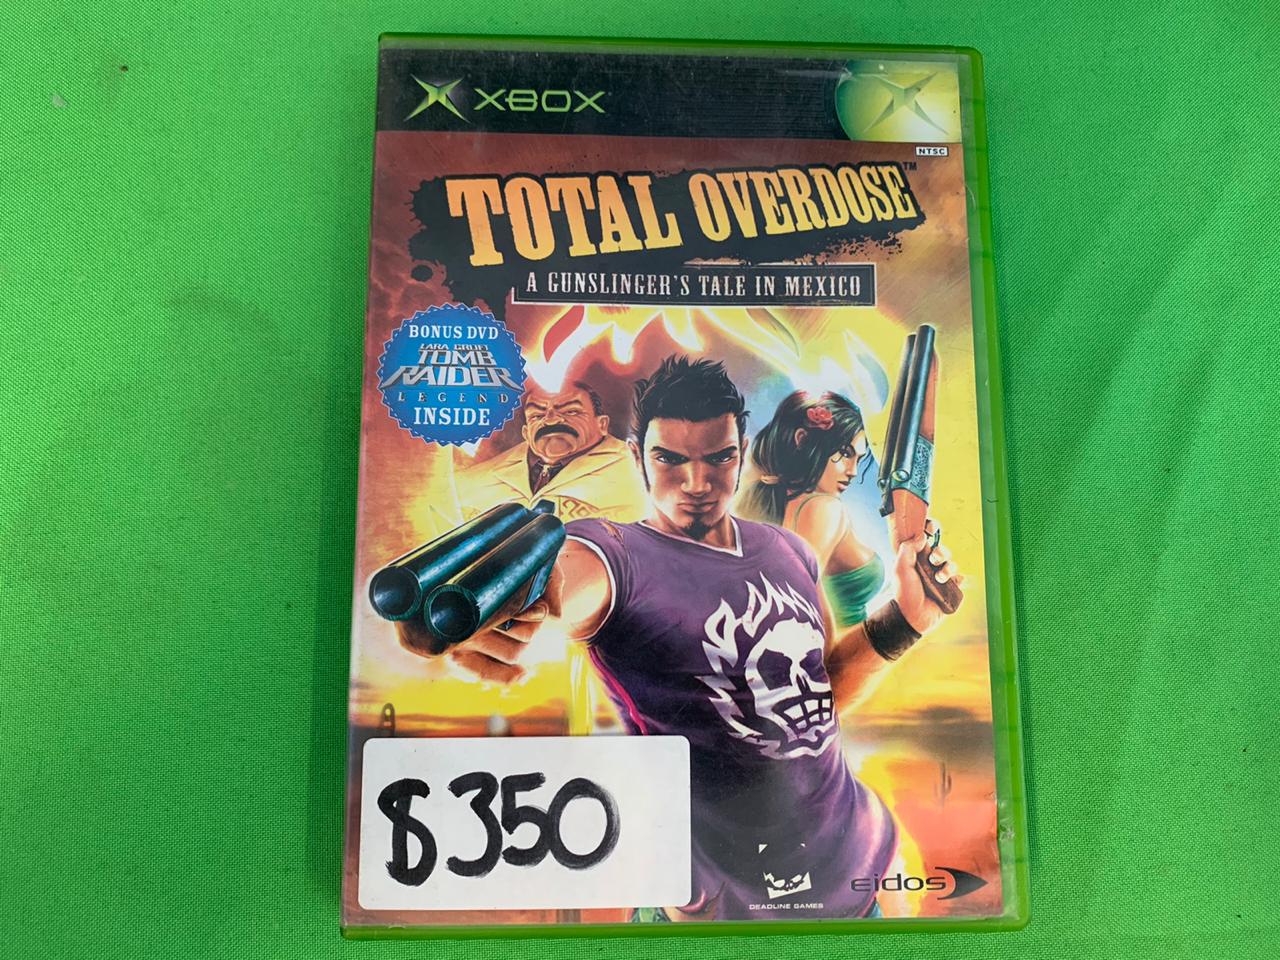 XBOX
NTSC
TOTAL OVERDOSE™
A GUNSLINGER'S TALE IN MEXICO
BONUS DVD
LARA CROFT
TOMB
RAIDER
LEGEND
INSIDE
$350
DEADLINE GAMES
eidos